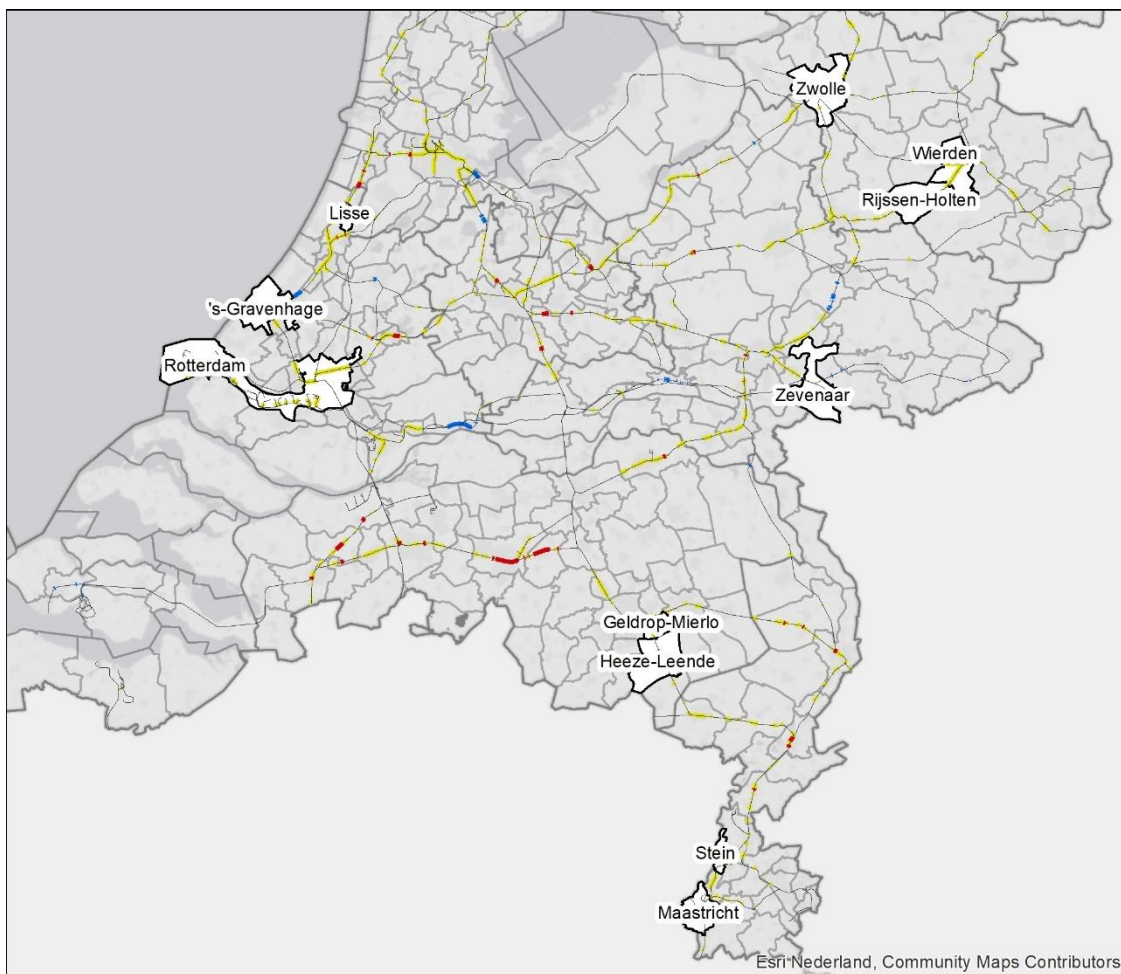 Zwolle
Wierden
Rijssen-Holten
Lisse
's-Gravenhage
Rotterdam
Zevenaar
Geldrop-Mierlo
Heeze-Leende
Stein
Maastricht
Esri Nederland, Community Maps Contributors